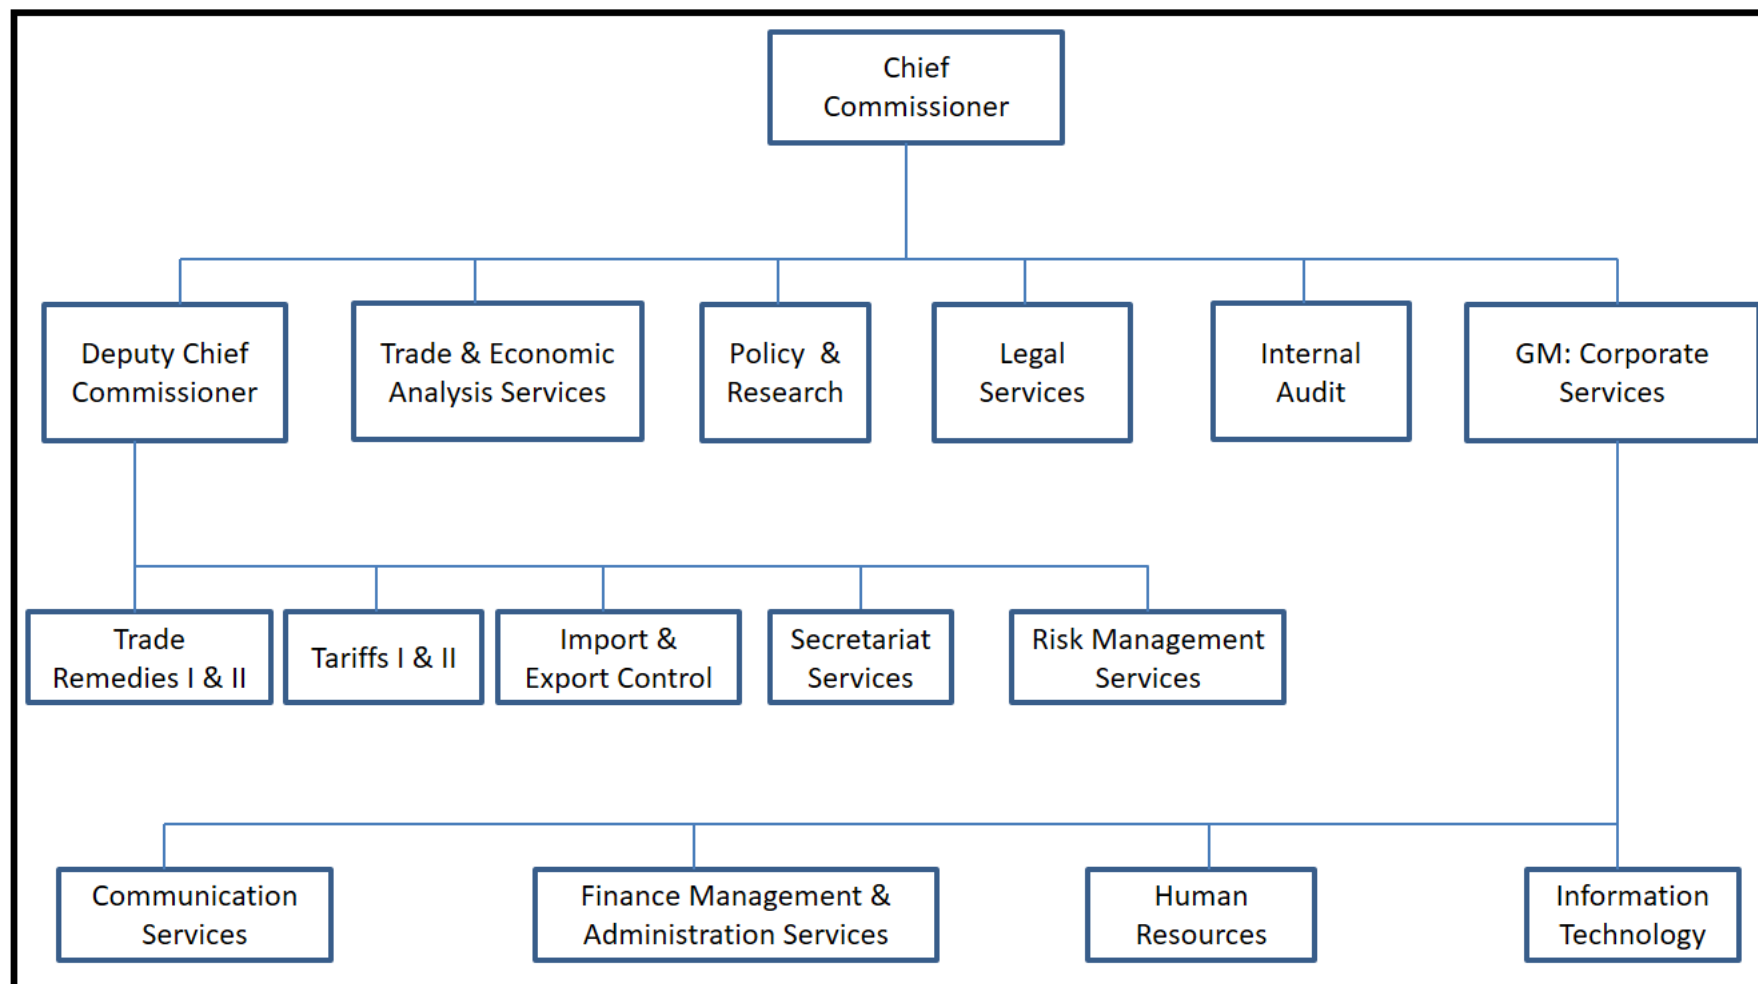 Chief
Commissioner
Deputy Chief
Commissioner
Trade & Economic
Analysis Services
Policy & 
Research
Legal
Services
Internal
Audit
GM: Corporate
Services
Trade
Remedies I & II
Tariffs I & II
Import &
Export Control
Secretariat
Services
Risk Management
Services
Communication
Services
Finance Management &
Administration Services
Human
Resources
Information
Technology